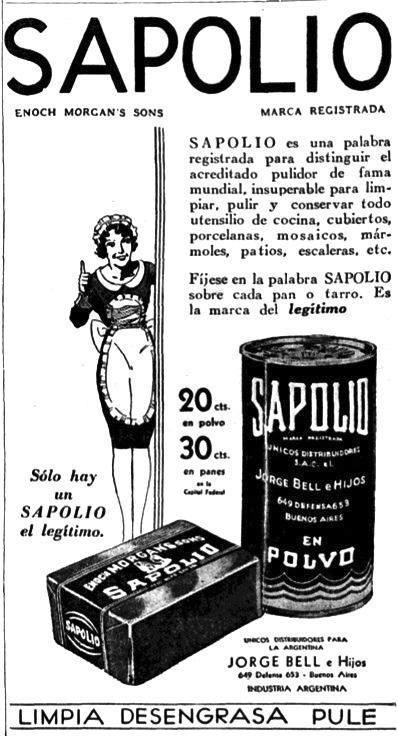 SAPOLIO
ENOCH MORGAN'S SONS MARCA REGISTRADA
SAPOLIO es una palabra
registrada para distinguir el
acreditado pulidor de fama
mundial, insuperable para lim-
piar, pulir y conservar todo
utensilio de cocina, cubiertos,
porcelanas, mosaicos, már-
moles, patios, escaleras, etc.
Fíjese en la palabra SAPOLIO
sobre cada pan o tarro. Es
la marca del legítimo
20 cts.
en polvo
30 cts.
en panes
en la
Capital Federal
Sólo hay
un
SAPOLIO
el legítimo.
SAPOLIO
MARCA REGISTRADA
UNICOS DISTRIBUIDORES
S.A.C. e I.
JORGE BELL e HIJOS
649 DEFENSA 653
BUENOS AIRES
EN
POLVO
ENOCH MORGAN'S SONS
SAPOLIO
SAPOLIO
UNICOS DISTRIBUIDORES PARA
LA ARGENTINA
JORGE BELL e Hijos
649 Defensa 653 - Buenos Aires
INDUSTRIA ARGENTINA
LIMPIA DESENGRASA PULE